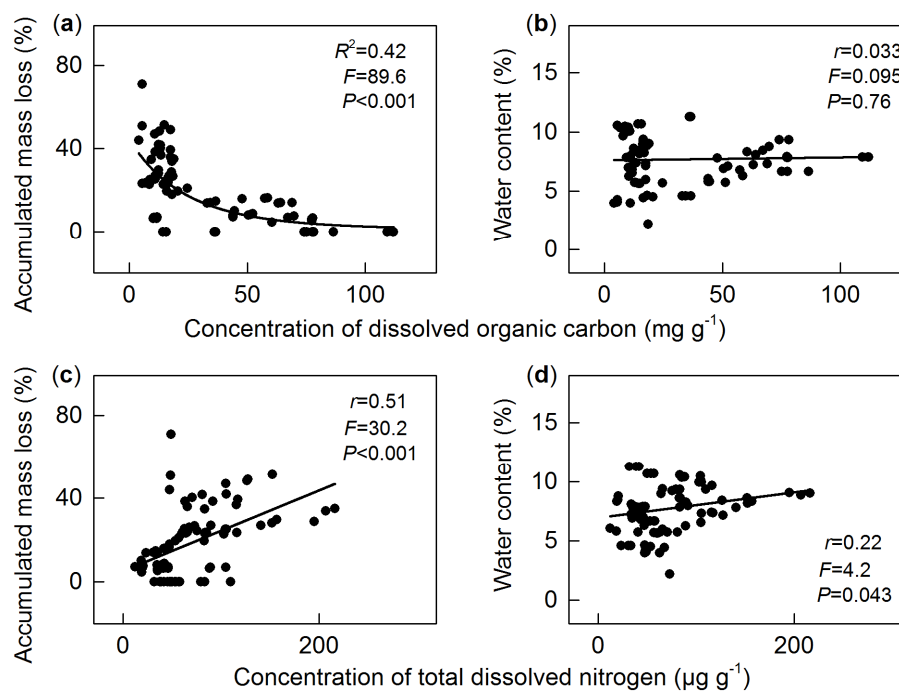 (a)
R²=0.42
F=89.6
P<0.001
Accumulated mass loss (%)
80
40
0
0 50 100
(b)
r=0.033
F=0.095
P=0.76
Water content (%)
15
10
5
0
0 50 100
Concentration of dissolved organic carbon (mg g⁻¹)
(c)
r=0.51
F=30.2
P<0.001
Accumulated mass loss (%)
80
40
0
0 100 200
(d)
r=0.22
F=4.2
P=0.043
Water content (%)
15
10
5
0
0 100 200
Concentration of total dissolved nitrogen (µg g⁻¹)